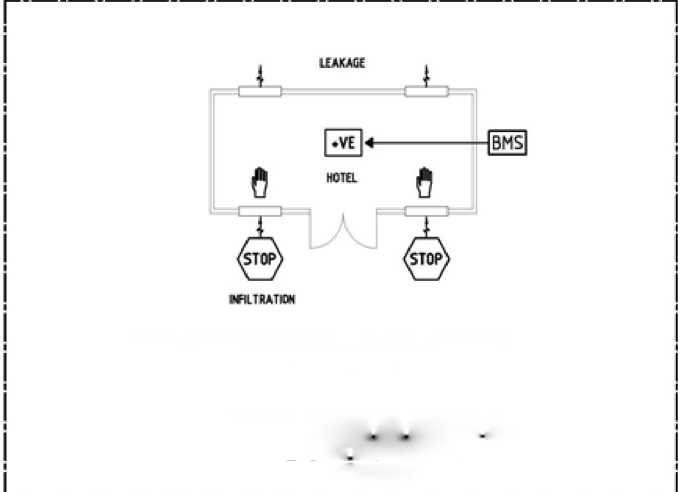 LEAKAGE
+VE
BMS
HOTEL
STOP
STOP
INFILTRATION